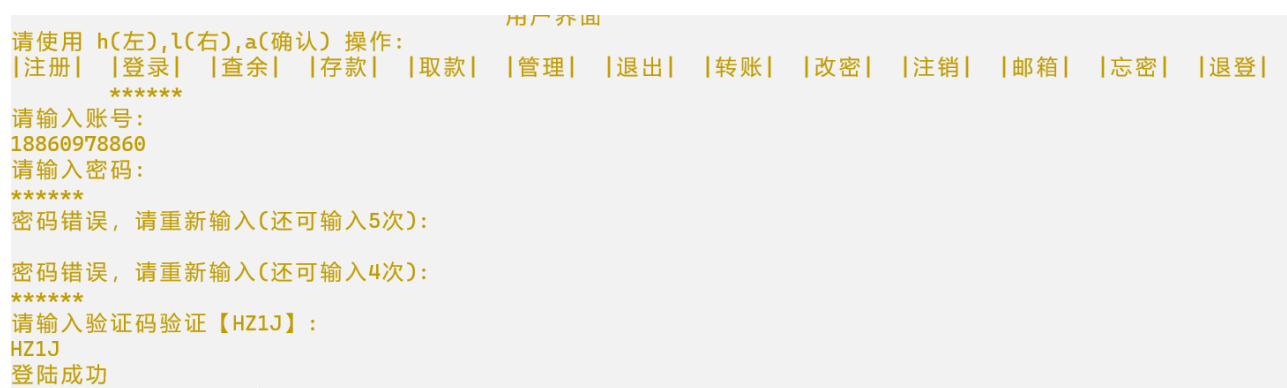 用户界面
请使用 h(左),l(右),a(确认) 操作:
|注册|  |登录|  |查余|  |存款|  |取款|  |管理|  |退出|  |转账|  |改密|  |注销|  |邮箱|  |忘密|  |退登|
******
请输入账号:
18860978860
请输入密码:
******
密码错误, 请重新输入(还可输入5次):
密码错误, 请重新输入(还可输入4次):
******
请输入验证码验证【HZ1J】:
HZ1J
登陆成功